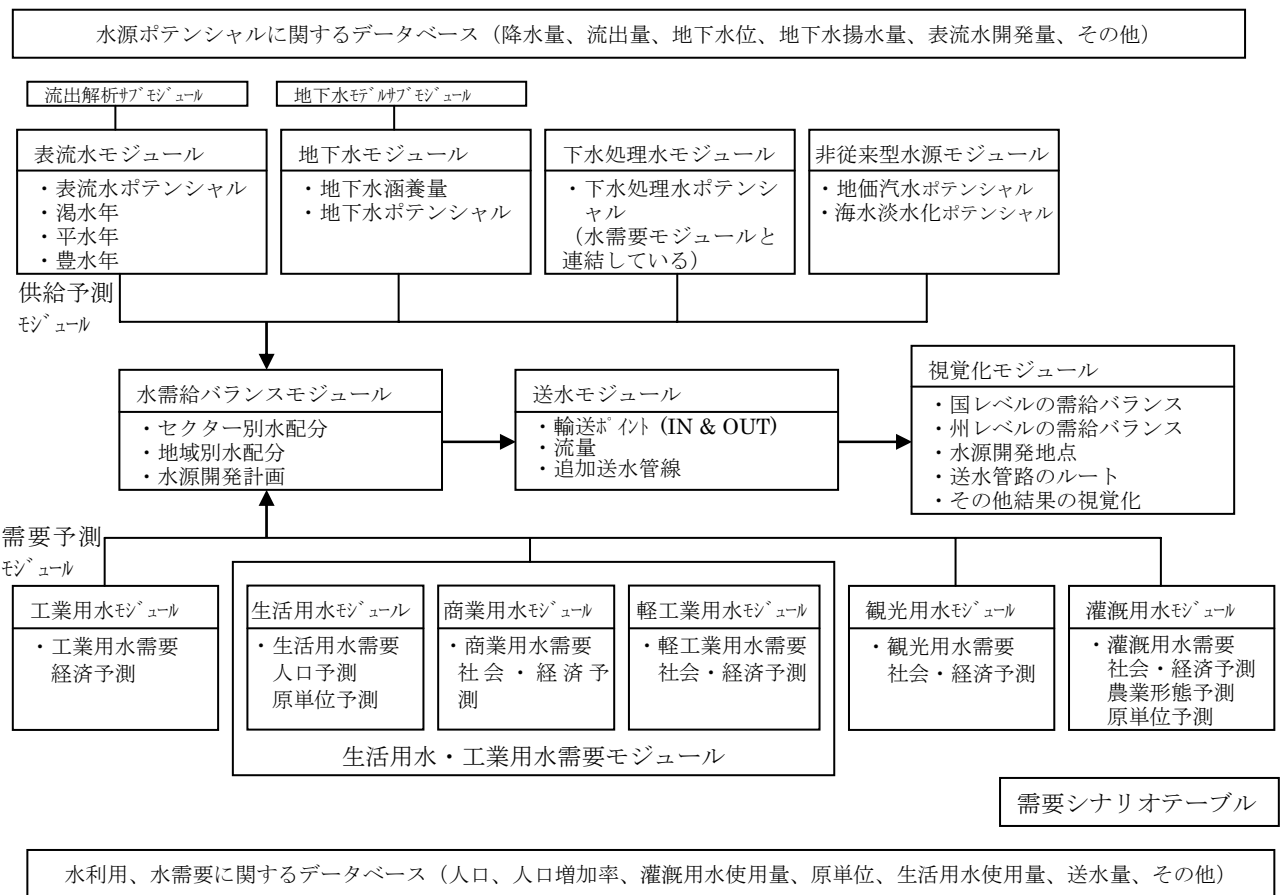 水源ポテンシャルに関するデータベース（降水量、流出量、地下水位、地下水揚水量、表流水開発量、その他）
流出解析ｻﾌﾞﾓｼﾞｭｰﾙ
地下水ﾓﾃﾞﾙｻﾌﾞﾓｼﾞｭｰﾙ
表流水モジュール
・表流水ポテンシャル
・渇水年
・平水年
・豊水年
地下水モジュール
・地下水涵養量
・地下水ポテンシャル
下水処理水モジュール
・下水処理水ポテンシ
ャル
（水需要モジュールと
連結している）
非従来型水源モジュール
・地価汽水ポテンシャル
・海水淡水化ポテンシャル
供給予測
ﾓｼﾞｭｰﾙ
水需給バランスモジュール
・セクター別水配分
・地域別水配分
・水源開発計画
送水モジュール
・輸送ﾎﾟｲﾝﾄ (IN & OUT)
・流量
・追加送水管線
視覚化モジュール
・国レベルの需給バランス
・州レベルの需給バランス
・水源開発地点
・送水管路のルート
・その他結果の視覚化
需要予測
ﾓｼﾞｭｰﾙ
工業用水ﾓｼﾞｭｰﾙ
・工業用水需要
経済予測
生活用水ﾓｼﾞｭｰﾙ
・生活用水需要
人口予測
原単位予測
商業用水ﾓｼﾞｭｰﾙ
・商業用水需要
社会・経済予
測
軽工業用水ﾓｼﾞｭｰﾙ
・軽工業用水需要
社会・経済予測
観光用水ﾓｼﾞｭｰﾙ
・観光用水需要
社会・経済予測
灌漑用水ﾓｼﾞｭｰﾙ
・灌漑用水需要
社会・経済予測
農業形態予測
原単位予測
生活用水・工業用水需要モジュール
需要シナリオテーブル
水利用、水需要に関するデータベース（人口、人口増加率、灌漑用水使用量、原単位、生活用水使用量、送水量、その他）